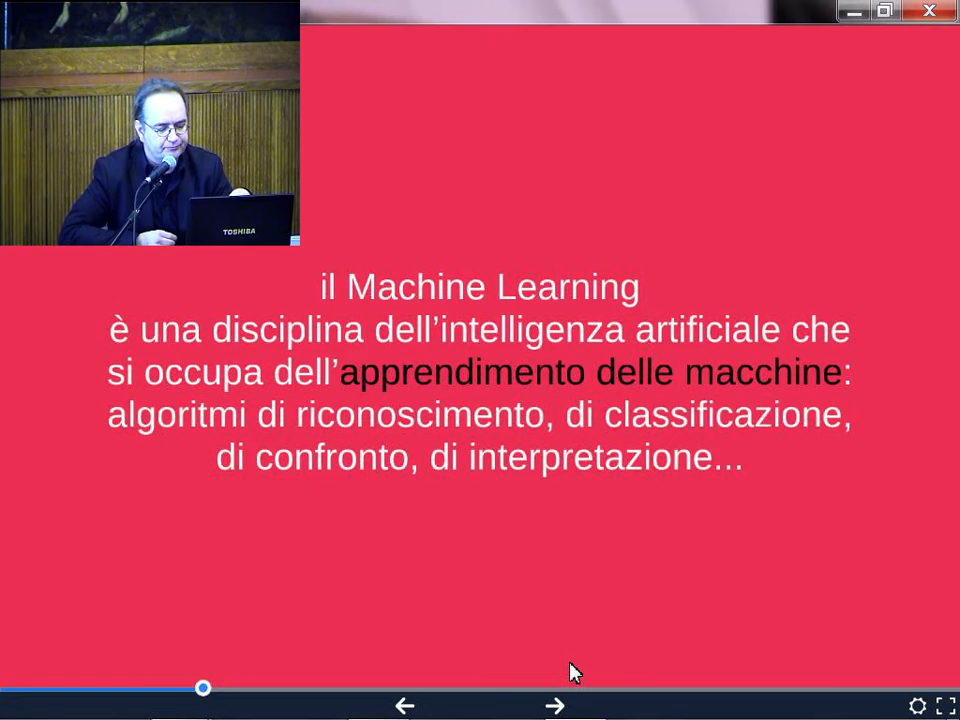 TOSHIBA
il Machine Learning
è una disciplina dell’intelligenza artificiale che
si occupa dell’apprendimento delle macchine:
algoritmi di riconoscimento, di classificazione,
di confronto, di interpretazione...